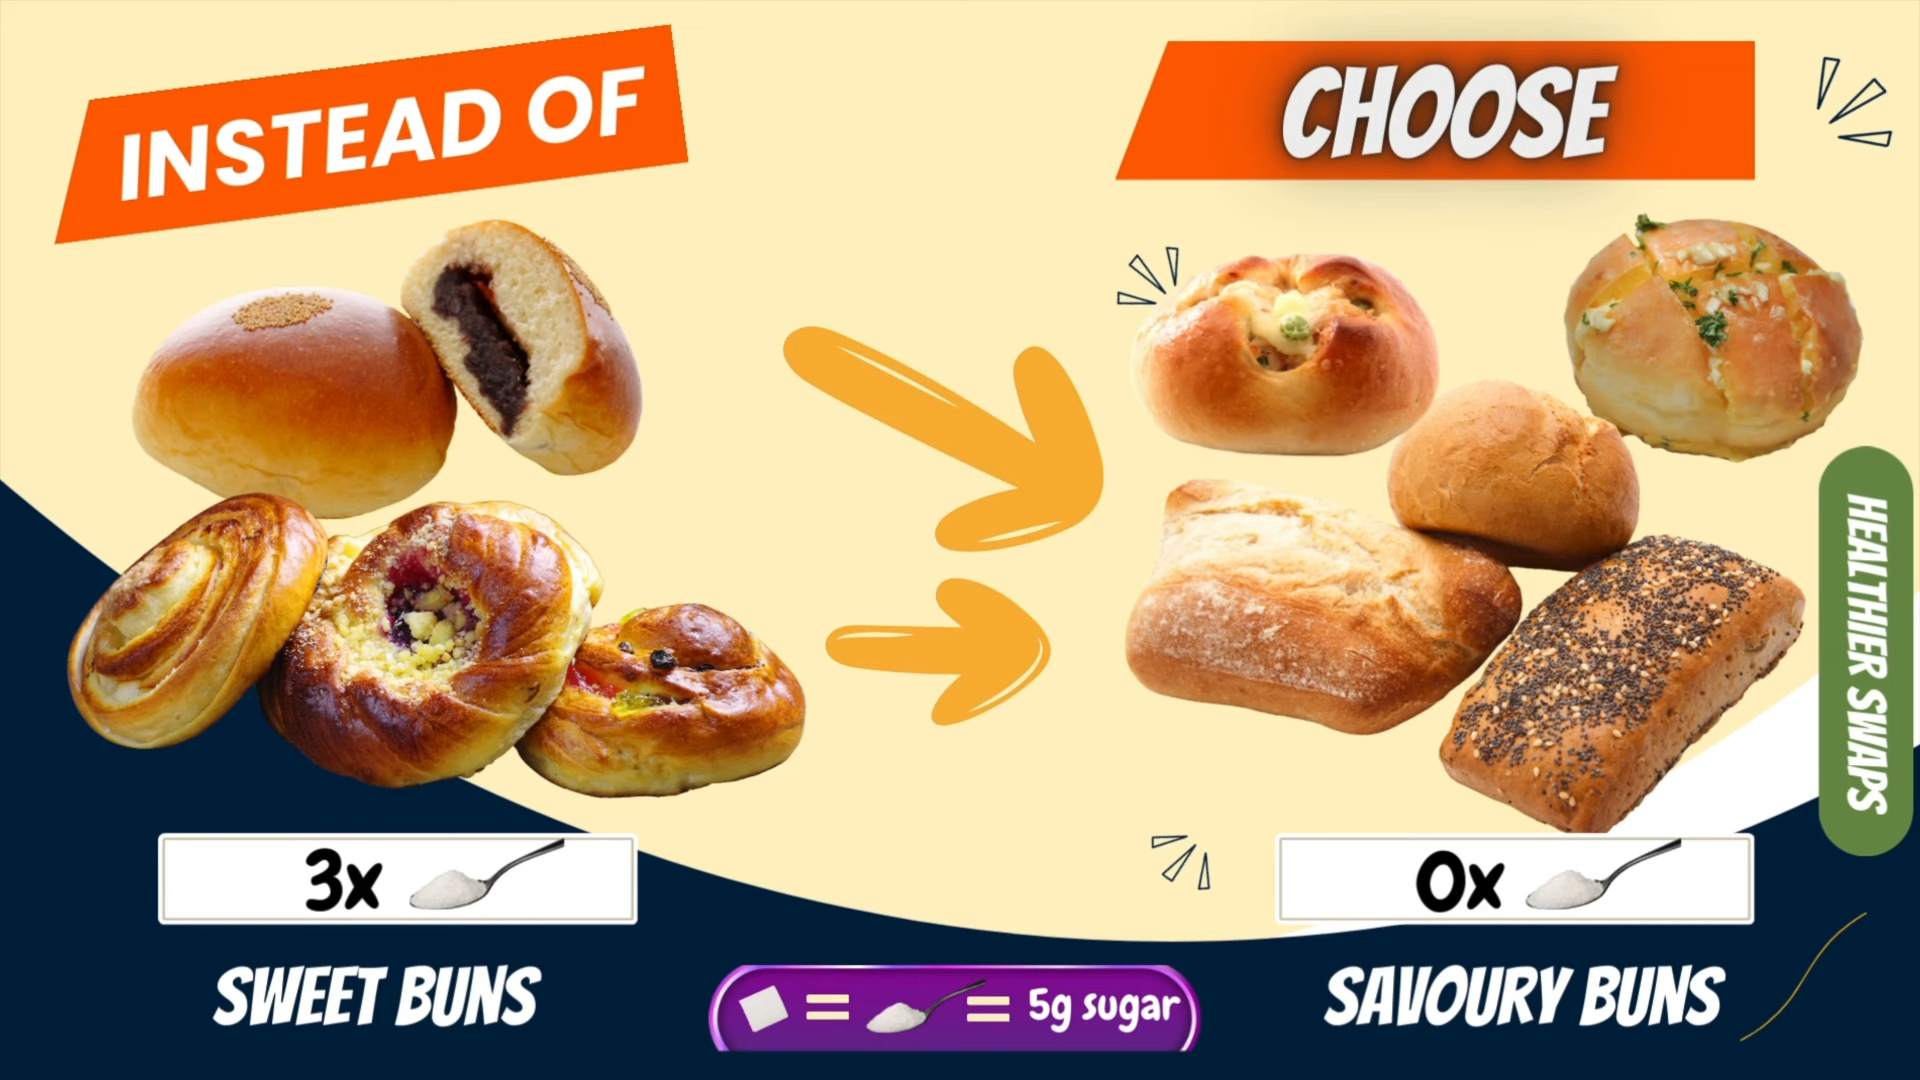 INSTEAD OF
CHOOSE
HEALTHIER SWAPS
3x
0x
SWEET BUNS
= = 5g sugar
SAVOURY BUNS